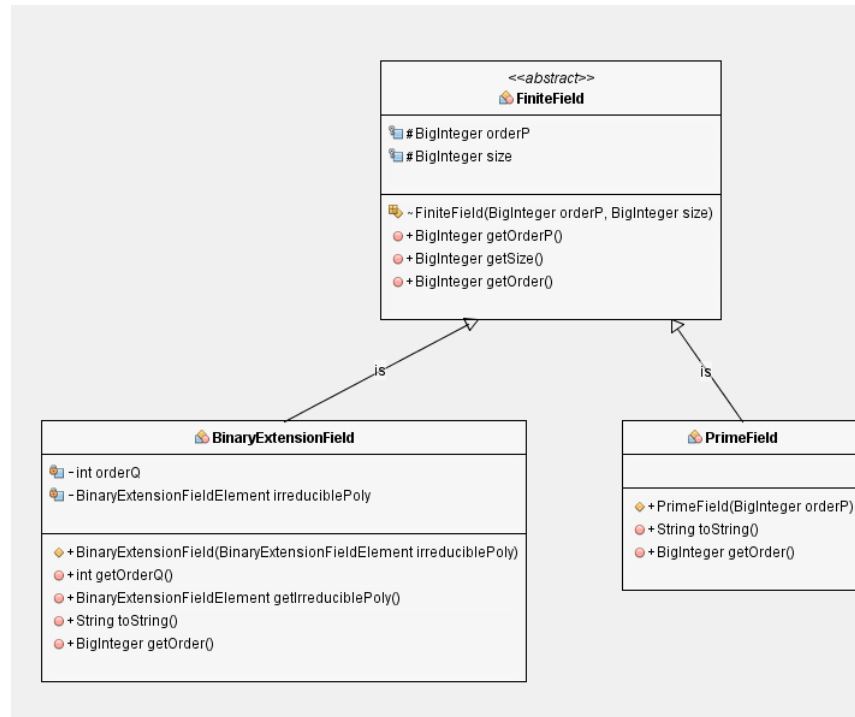 <<abstract>>
FiniteField
#BigInteger orderP
#BigInteger size
~FiniteField(BigInteger orderP, BigInteger size)
+BigInteger getOrderP()
+BigInteger getSize()
+BigInteger getOrder()
is
is
BinaryExtensionField
-int orderQ
-BinaryExtensionFieldElement irreduciblePoly
+BinaryExtensionField(BinaryExtensionFieldElement irreduciblePoly)
+int getOrderQ()
+BinaryExtensionFieldElement getIrreduciblePoly()
+String toString()
+BigInteger getOrder()
PrimeField
+PrimeField(BigInteger orderP)
+String toString()
+BigInteger getOrder()